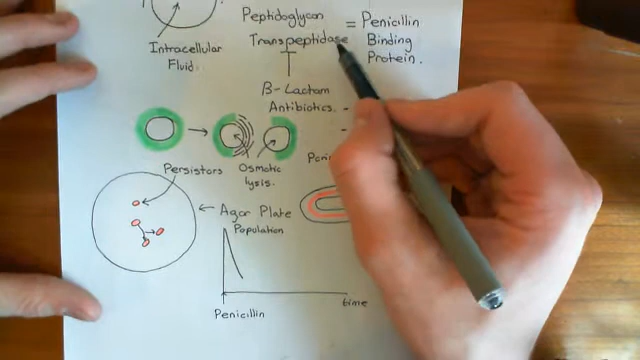 Intracellular
Fluid.
Peptidoglycan
Transpeptidase
= Penicillin
Binding
Protein.
β-Lactam
Antibiotics.
Persistors
Osmotic
lysis.
Agar Plate
Population
Penicillin
time